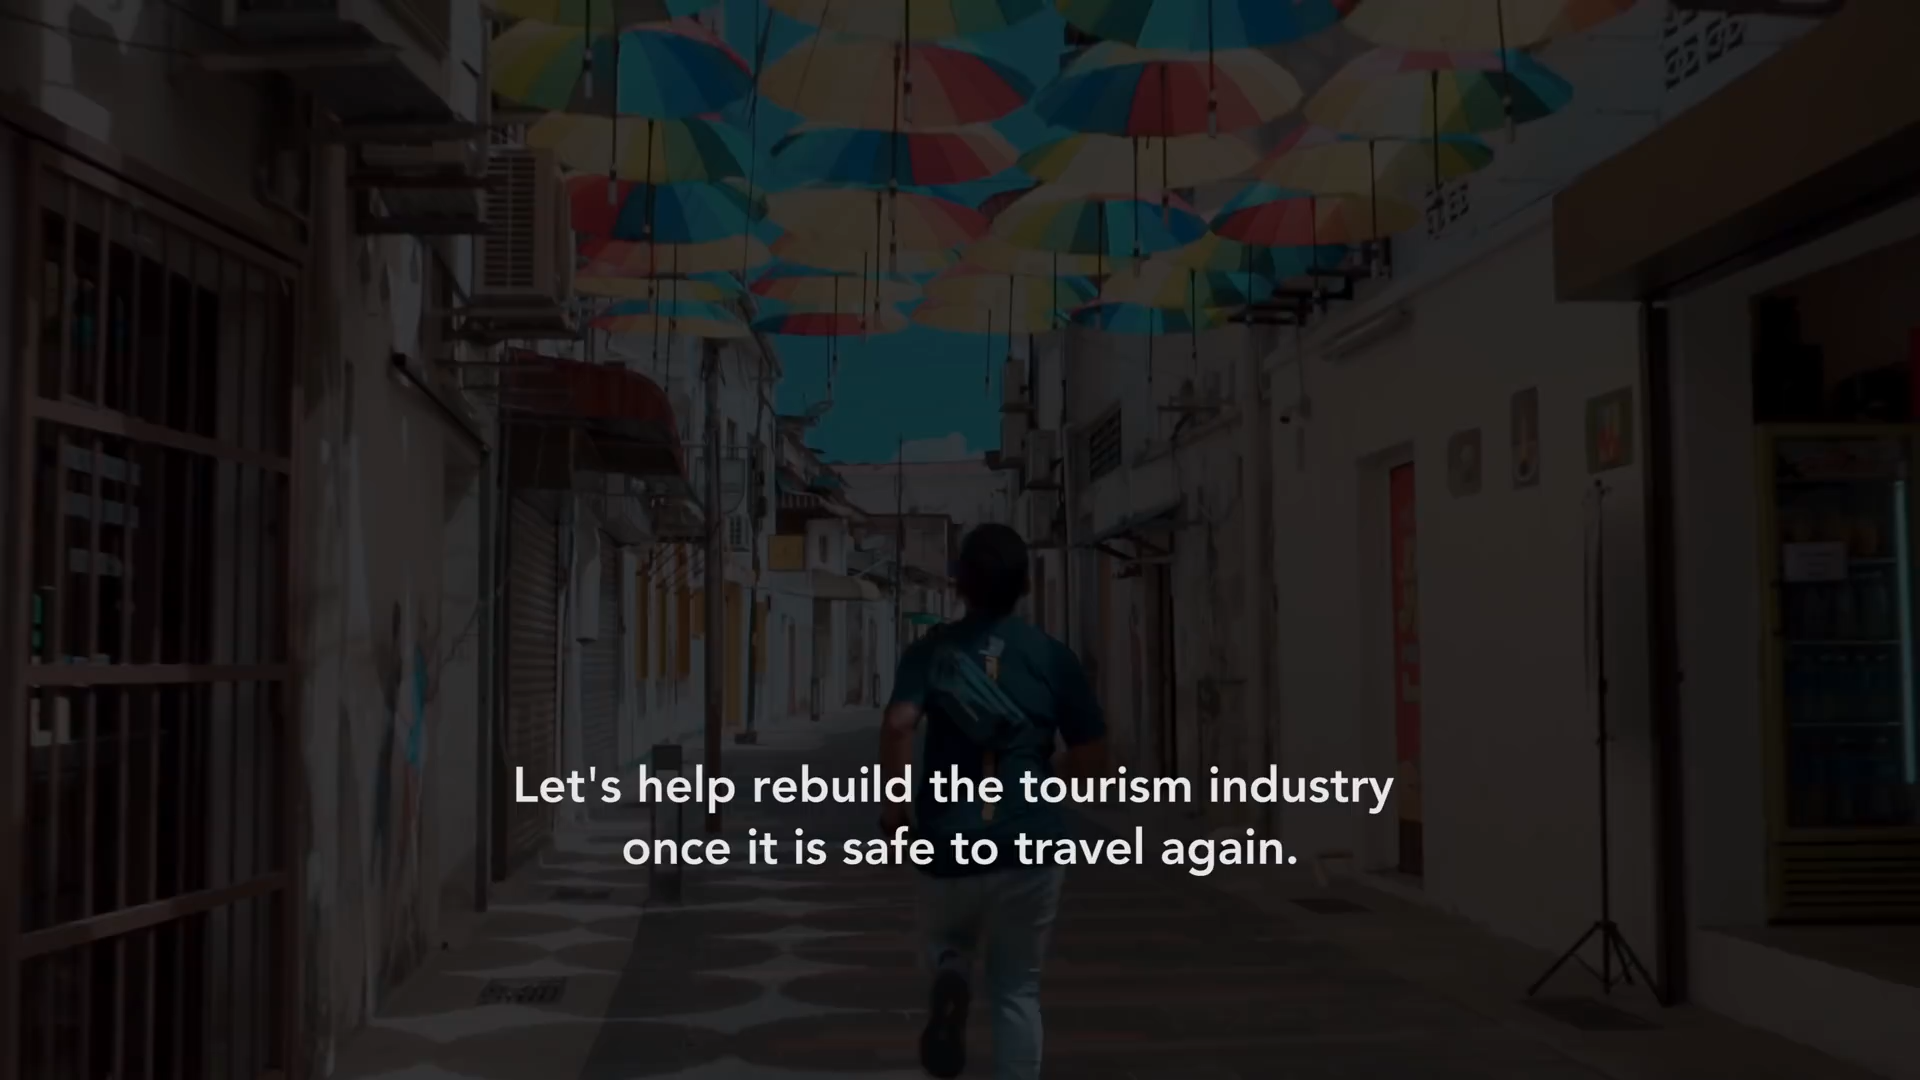 Let's help rebuild the tourism industry
once it is safe to travel again.